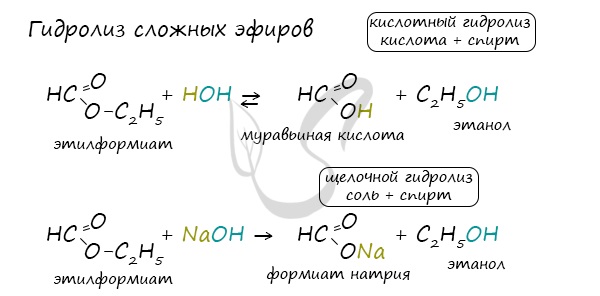 Гидролиз сложных эфиров
кислотный гидролиз
кислота + спирт
HC=O
O-C₂H₅ + HOH ⇄ HC=O
OH + C₂H₅OH
этилформиат
муравьиная кислота
этанол
щелочной гидролиз
соль + спирт
HC=O
O-C₂H₅ + NaOH → HC=O
ONa + C₂H₅OH
этилформиат
формиат натрия
этанол